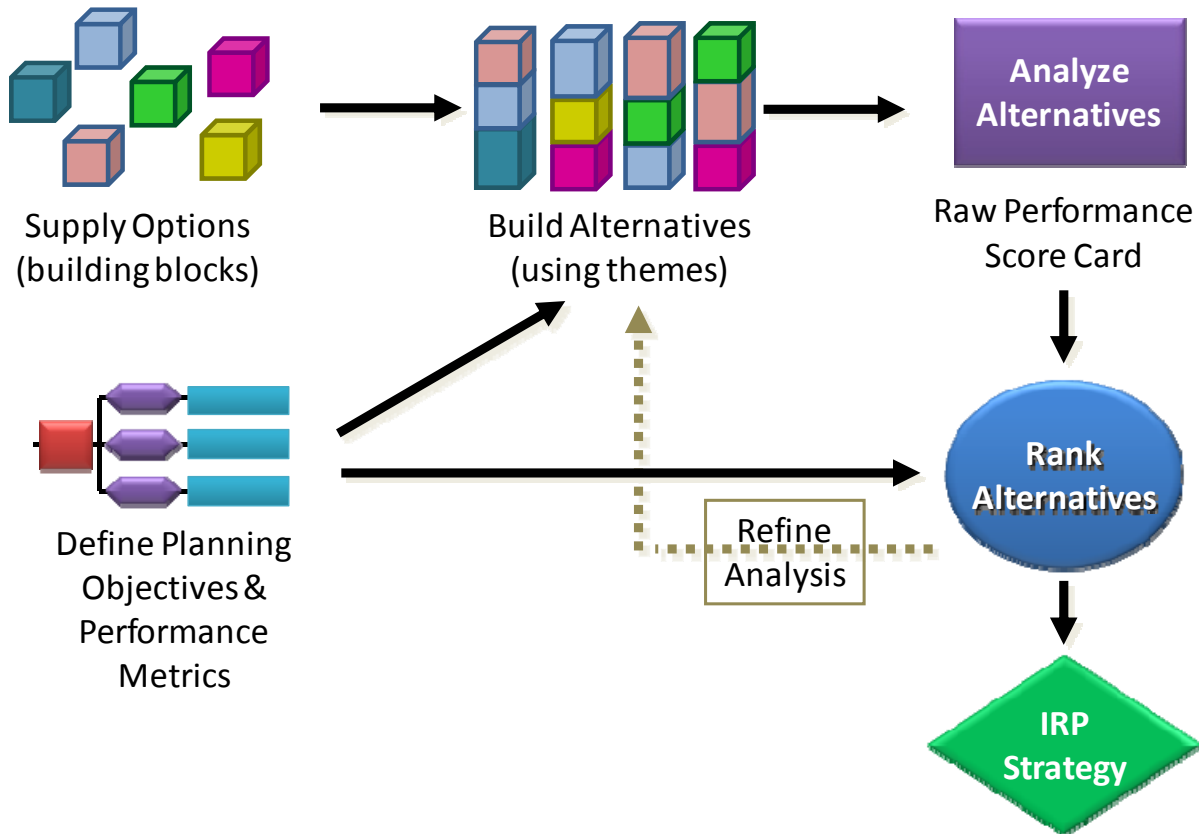 Supply Options
(building blocks)
Build Alternatives
(using themes)
Analyze
Alternatives
Raw Performance
Score Card
Define Planning
Objectives &
Performance
Metrics
Refine
Analysis
Rank
Alternatives
IRP
Strategy